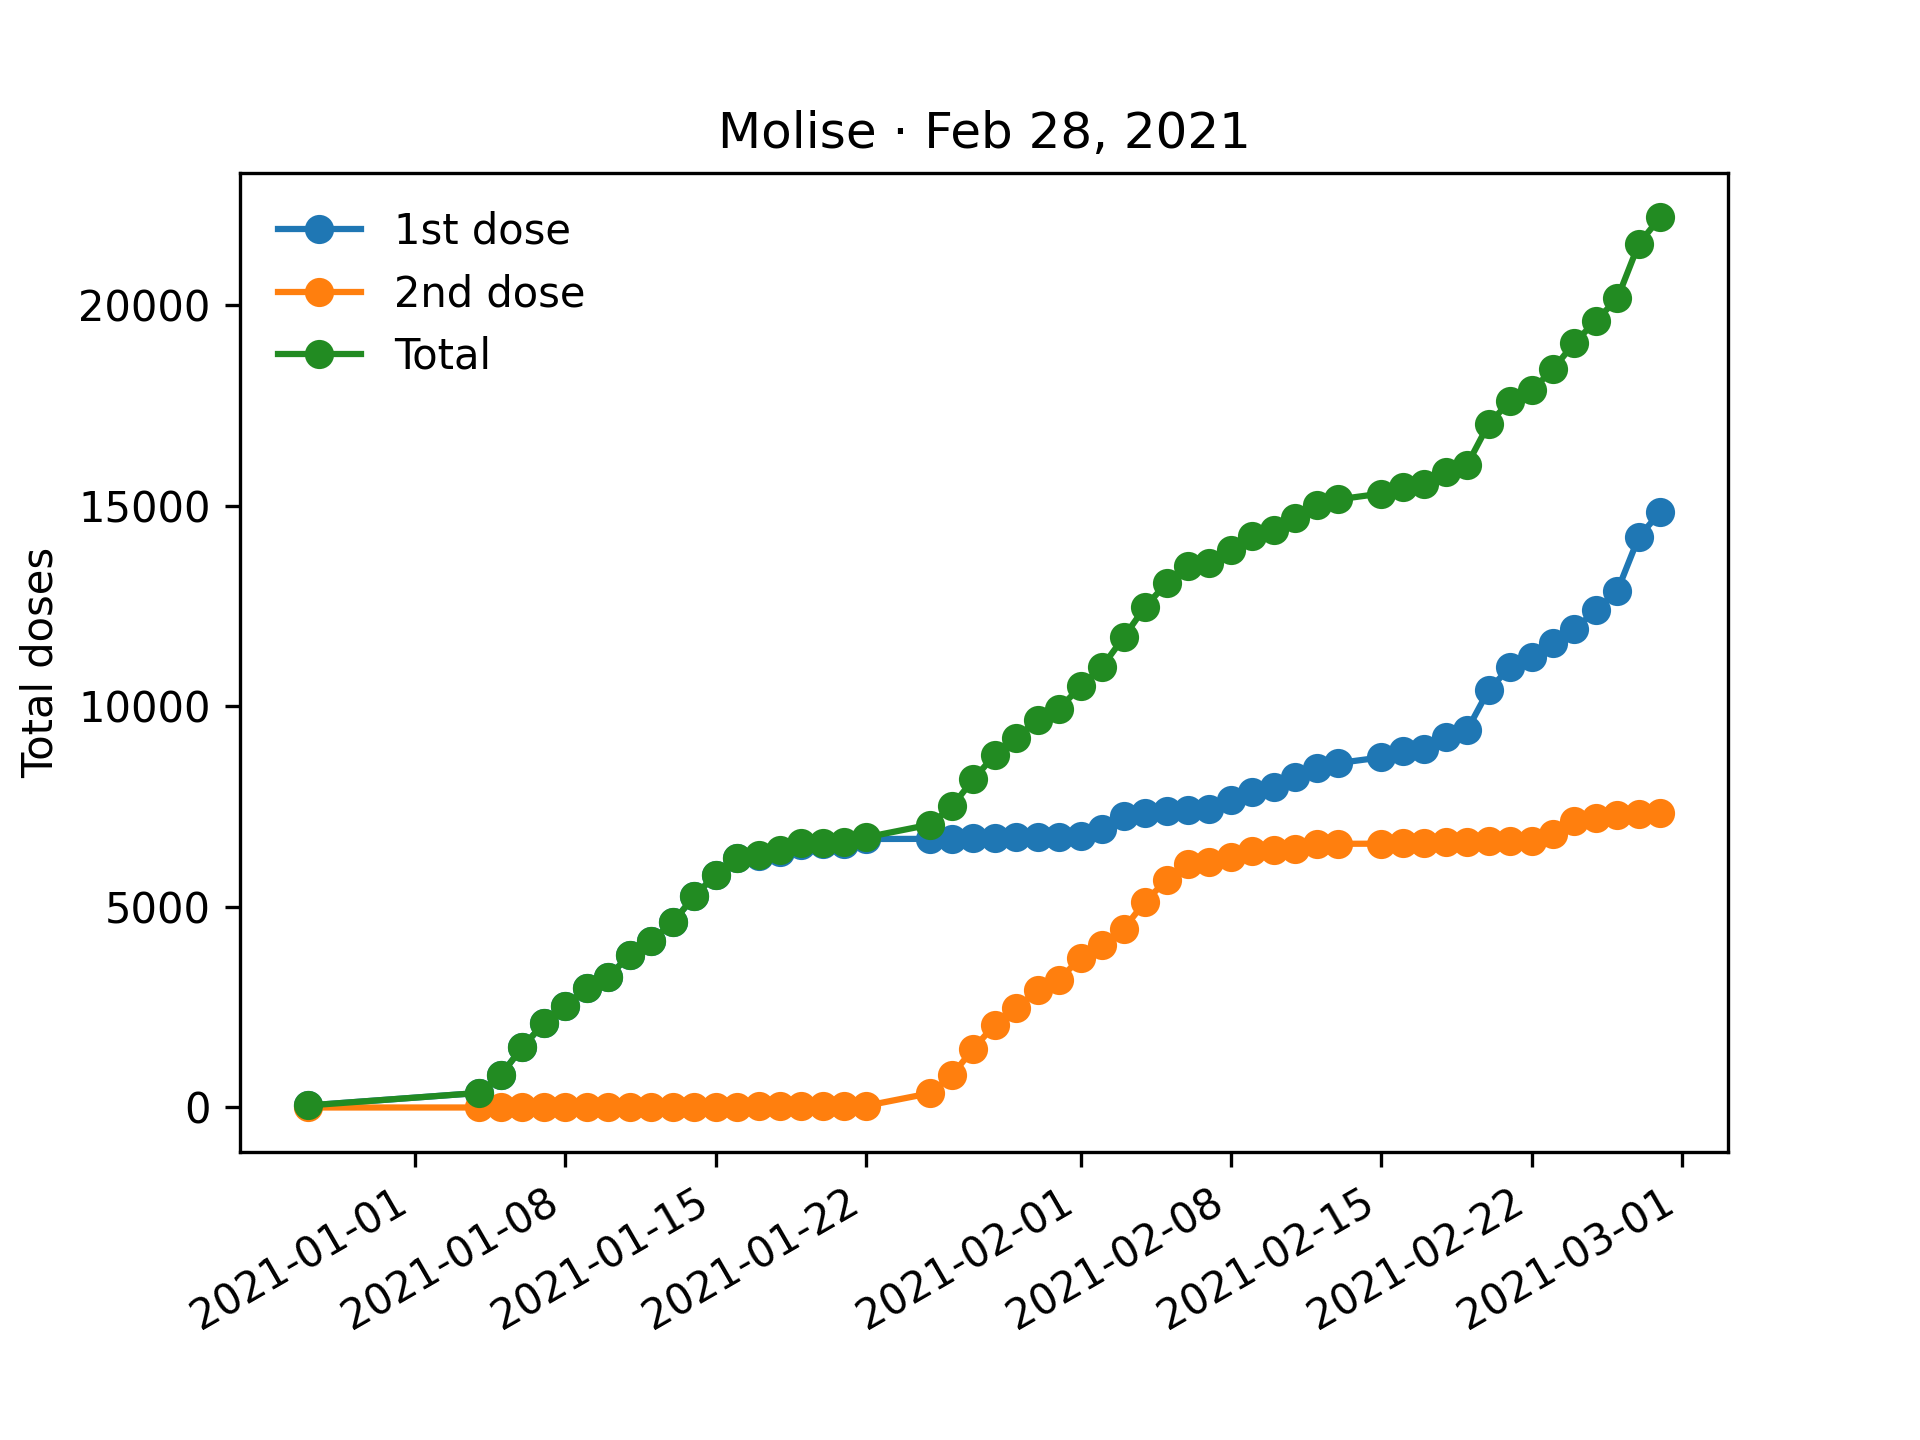 Molise · Feb 28, 2021
1st dose
2nd dose
Total
Total doses
20000
15000
10000
5000
0
2021-01-01
2021-01-08
2021-01-15
2021-01-22
2021-02-01
2021-02-08
2021-02-15
2021-02-22
2021-03-01